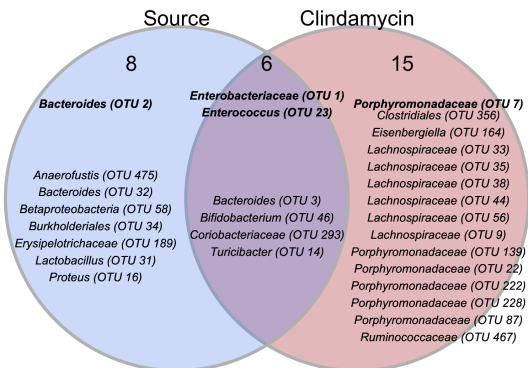 Source
Clindamycin
8
6
15
Bacteroides (OTU 2)
Enterobacteriaceae (OTU 1)
Enterococcus (OTU 23)
Porphyromonadaceae (OTU 7)
Clostridiales (OTU 356)
Eisenbergiella (OTU 164)
Lachnospiraceae (OTU 33)
Lachnospiraceae (OTU 35)
Lachnospiraceae (OTU 38)
Lachnospiraceae (OTU 44)
Lachnospiraceae (OTU 56)
Lachnospiraceae (OTU 9)
Porphyromonadaceae (OTU 139)
Porphyromonadaceae (OTU 22)
Porphyromonadaceae (OTU 222)
Porphyromonadaceae (OTU 228)
Porphyromonadaceae (OTU 87)
Ruminococcaceae (OTU 467)
Anaerofustis (OTU 475)
Bacteroides (OTU 32)
Betaproteobacteria (OTU 58)
Burkholderiales (OTU 34)
Erysipelotrichaceae (OTU 189)
Lactobacillus (OTU 31)
Proteus (OTU 16)
Bacteroides (OTU 3)
Bifidobacterium (OTU 46)
Coriobacteriaceae (OTU 293)
Turicibacter (OTU 14)